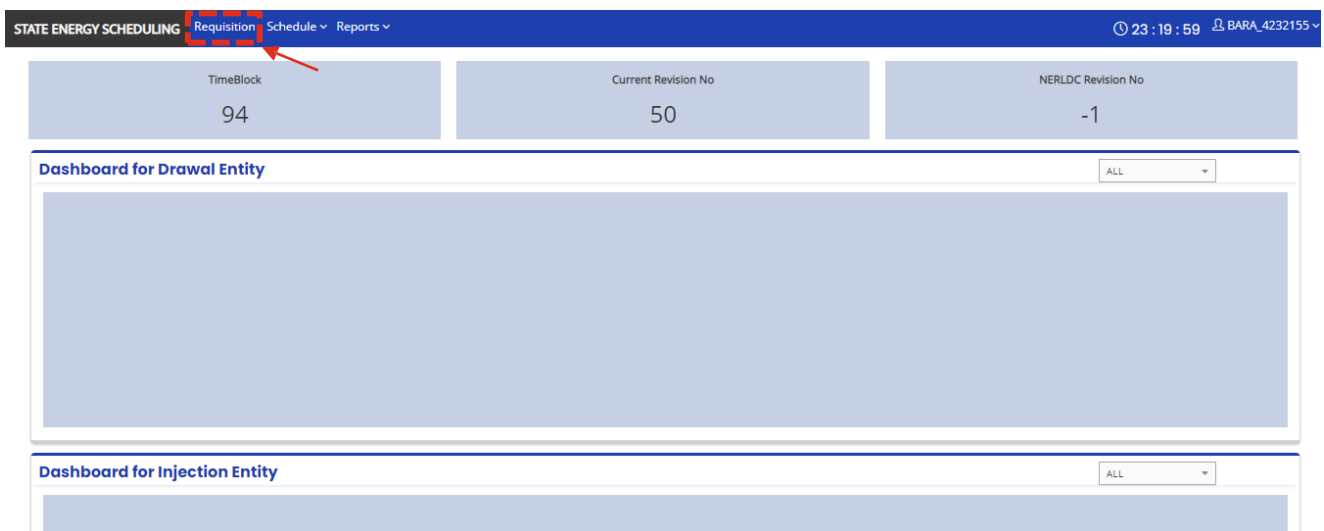 STATE ENERGY SCHEDULING Requisition Schedule Reports 23 : 19 : 59 BARA_4232155
TimeBlock Current Revision No NERLDC Revision No
94 50 -1
Dashboard for Drawal Entity ALL
Dashboard for Injection Entity ALL